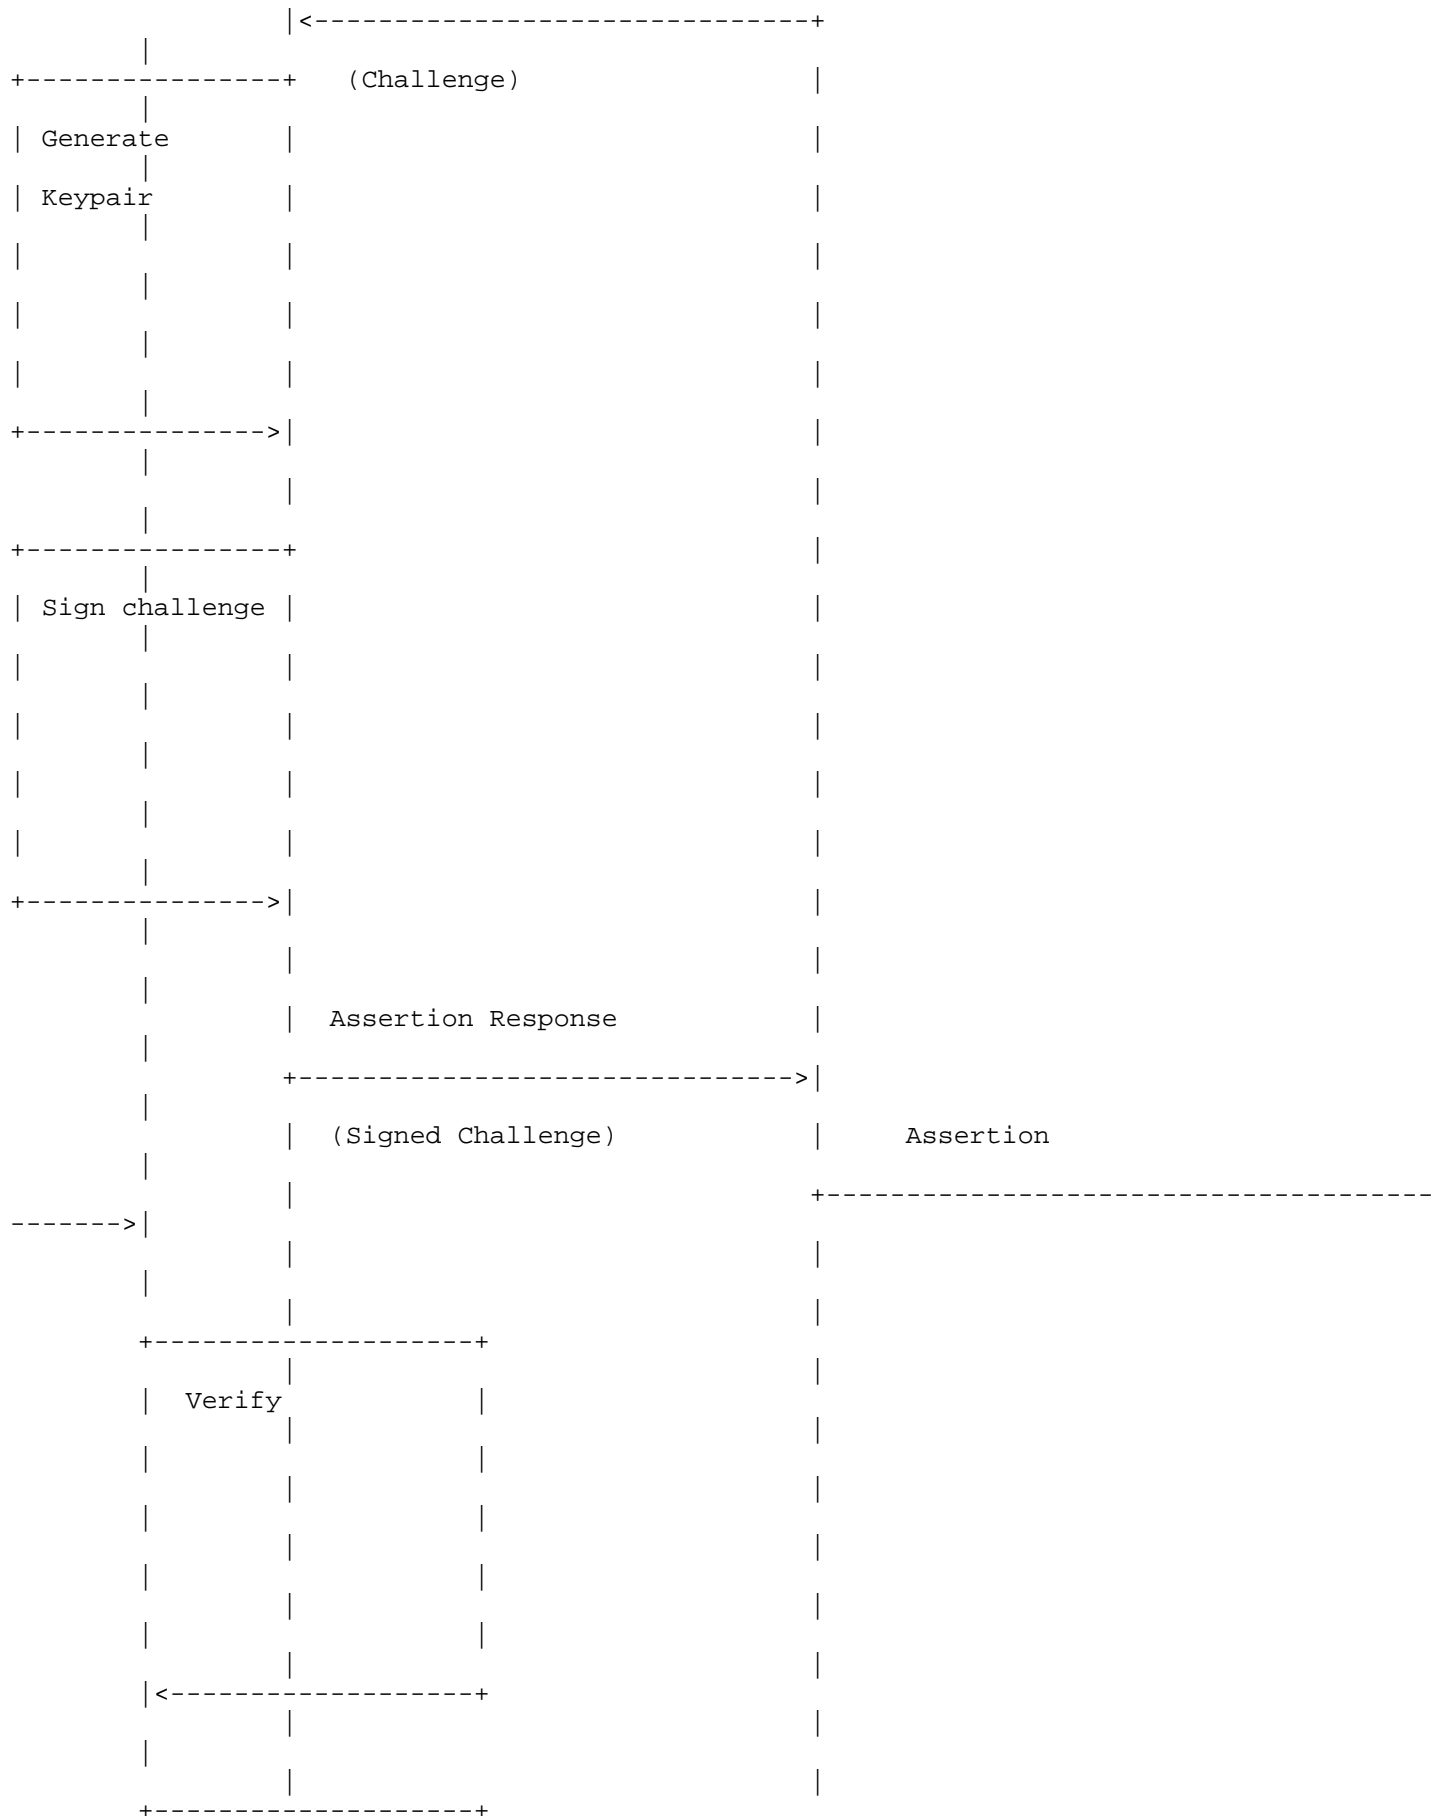 (Challenge)
Generate
Keypair
Sign challenge
Assertion Response
(Signed Challenge) Assertion
Verify